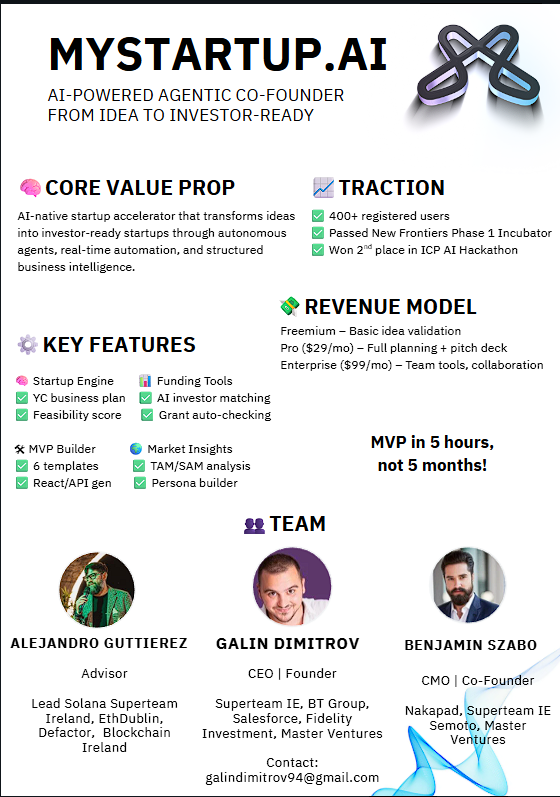 MYSTARTUP.AI
AI-POWERED AGENTIC CO-FOUNDER
FROM IDEA TO INVESTOR-READY
🧠 CORE VALUE PROP
AI-native startup accelerator that transforms ideas
into investor-ready startups through autonomous
agents, real-time automation, and structured
business intelligence.
📈 TRACTION
✅ 400+ registered users
✅ Passed New Frontiers Phase 1 Incubator
✅ Won 2nd place in ICP AI Hackathon
💸 REVENUE MODEL
Freemium – Basic idea validation
Pro ($29/mo) – Full planning + pitch deck
Enterprise ($99/mo) – Team tools, collaboration
⚙️ KEY FEATURES
🧠 Startup Engine
✅ YC business plan
✅ Feasibility score
📊 Funding Tools
✅ AI investor matching
✅ Grant auto-checking
🛠 MVP Builder
✅ 6 templates
✅ React/API gen
🌍 Market Insights
✅ TAM/SAM analysis
✅ Persona builder
MVP in 5 hours,
not 5 months!
👥 TEAM
ALEJANDRO GUTTIEREZ
Advisor
Lead Solana Superteam
Ireland, EthDublin,
Defactor, Blockchain
Ireland
GALIN DIMITROV
CEO | Founder
Superteam IE, BT Group,
Salesforce, Fidelity
Investment, Master Ventures
Contact:
galindimitrov94@gmail.com
BENJAMIN SZABO
CMO | Co-Founder
Nakapad, Superteam IE
Semoto, Master
Ventures